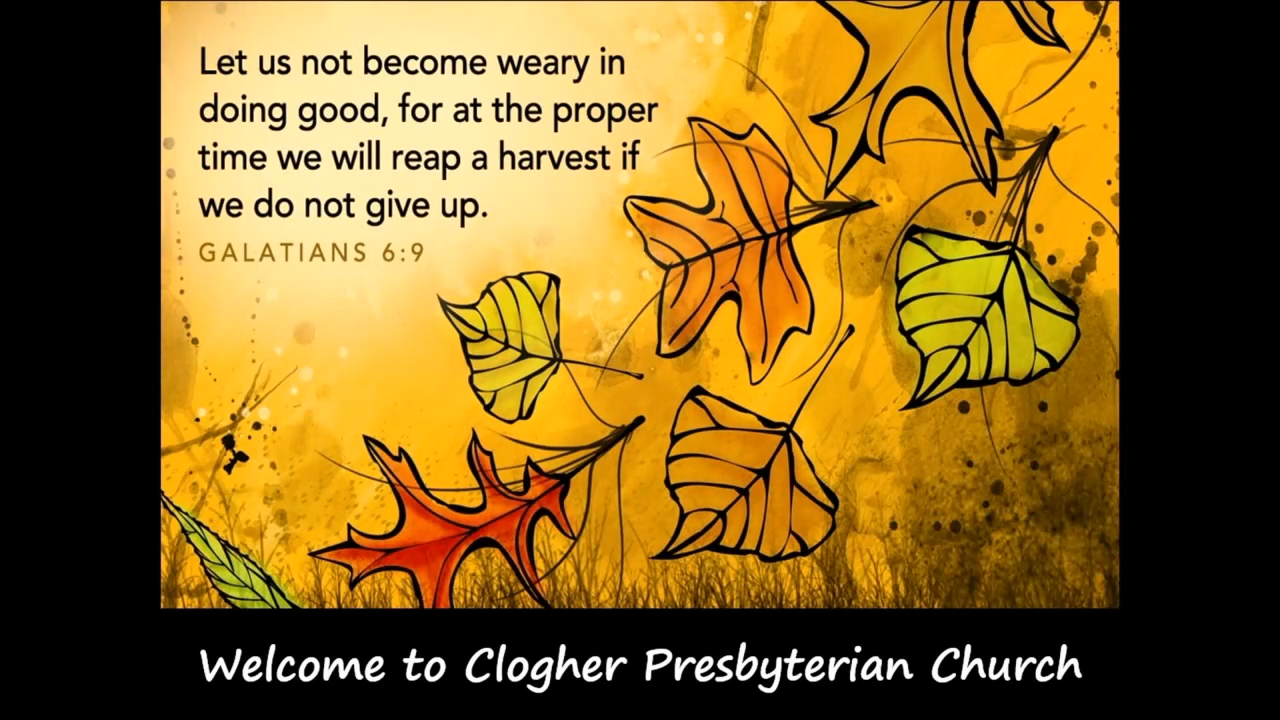 Let us not become weary in
doing good, for at the proper
time we will reap a harvest if
we do not give up.
GALATIANS 6:9
Welcome to Clogher Presbyterian Church